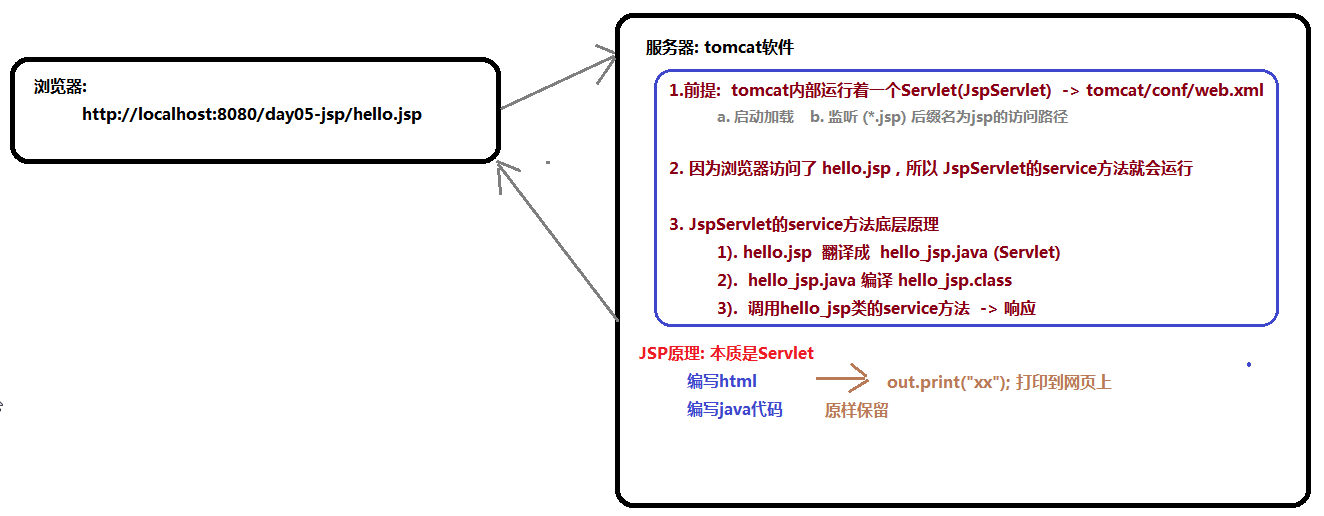 浏览器:
http://localhost:8080/day05-jsp/hello.jsp
服务器: tomcat软件
1.前提: tomcat内部运行着一个Servlet(JspServlet) -> tomcat/conf/web.xml
a. 启动加载 b. 监听 (*.jsp) 后缀名为jsp的访问路径
2. 因为浏览器访问了 hello.jsp , 所以 JspServlet的service方法就会运行
3. JspServlet的service方法底层原理
1). hello.jsp 翻译成 hello_jsp.java (Servlet)
2). hello_jsp.java 编译 hello_jsp.class
3). 调用hello_jsp类的service方法 -> 响应
JSP原理: 本质是Servlet
编写html out.print("xx"); 打印到网页上
编写java代码 原样保留